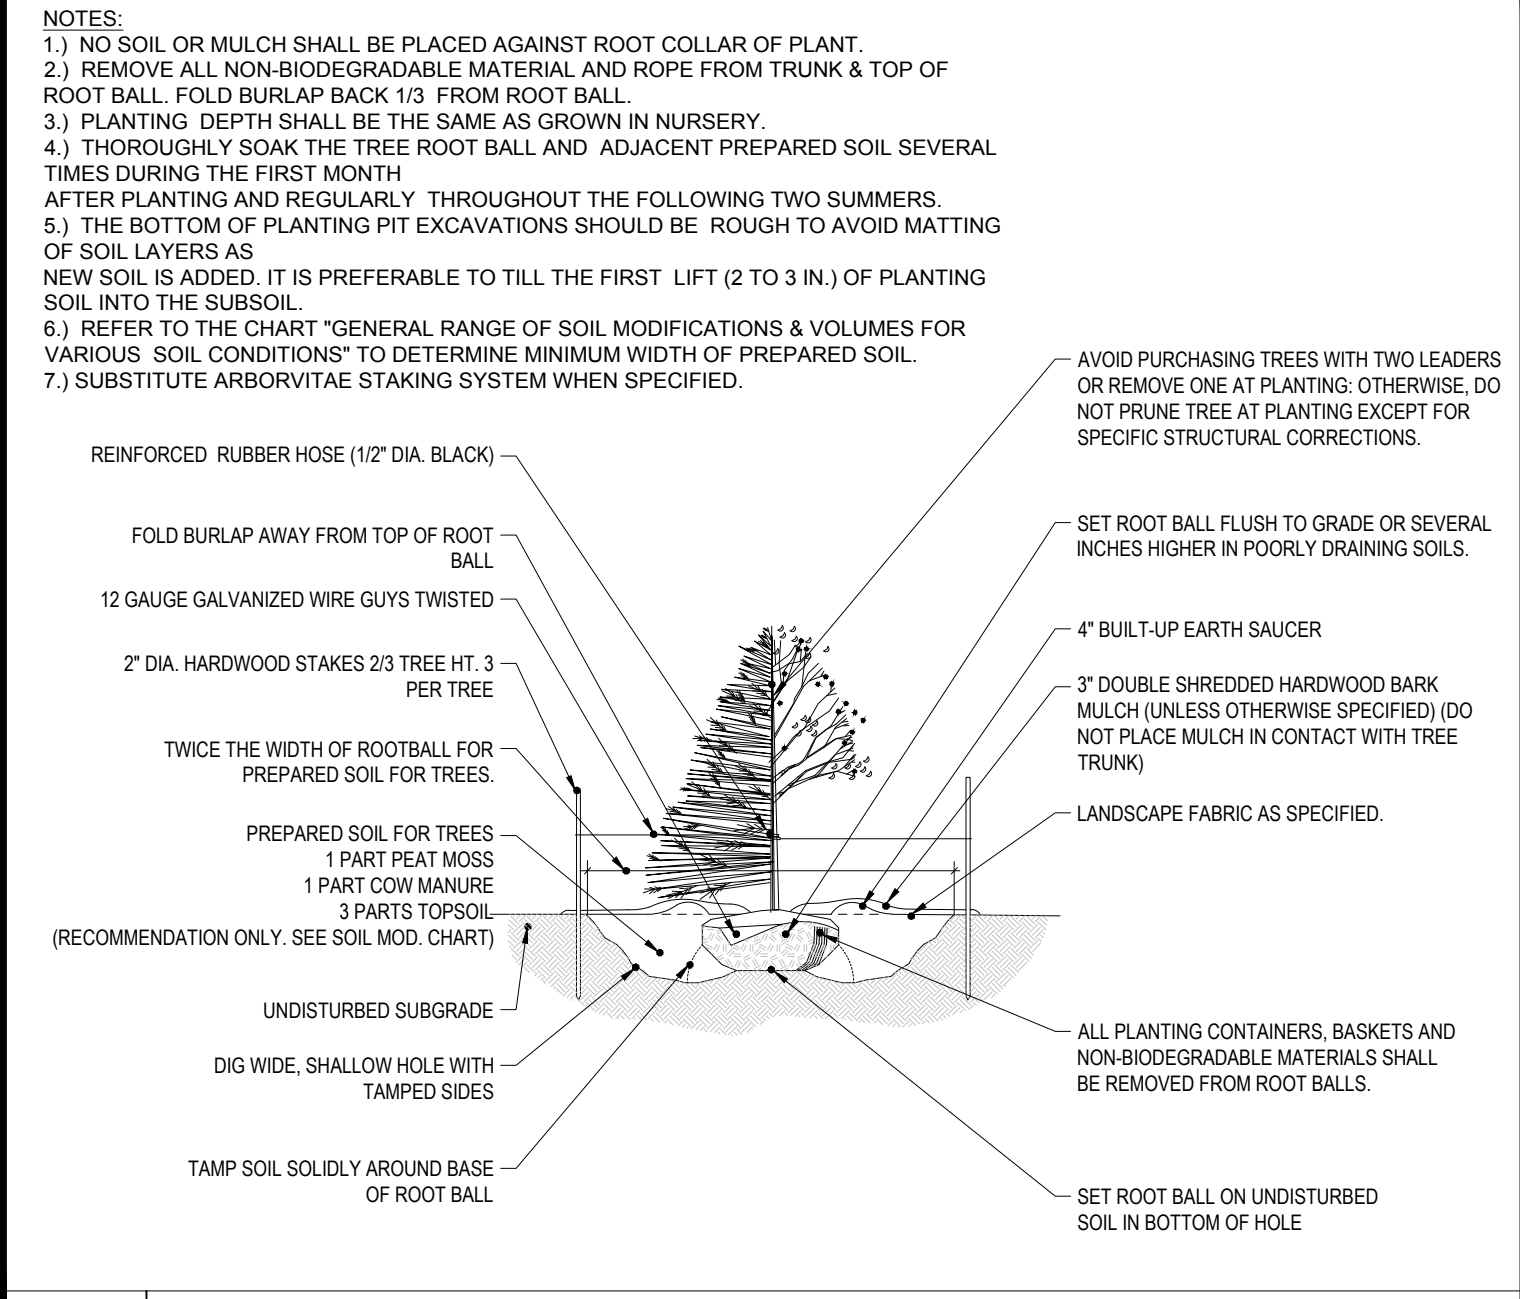 NOTES:
1.) NO SOIL OR MULCH SHALL BE PLACED AGAINST ROOT COLLAR OF PLANT.
2.) REMOVE ALL NON-BIODEGRADABLE MATERIAL AND ROPE FROM TRUNK & TOP OF
ROOT BALL. FOLD BURLAP BACK 1/3 FROM ROOT BALL.
3.) PLANTING DEPTH SHALL BE THE SAME AS GROWN IN NURSERY.
4.) THOROUGHLY SOAK THE TREE ROOT BALL AND ADJACENT PREPARED SOIL SEVERAL
TIMES DURING THE FIRST MONTH
AFTER PLANTING AND REGULARLY THROUGHOUT THE FOLLOWING TWO SUMMERS.
5.) THE BOTTOM OF PLANTING PIT EXCAVATIONS SHOULD BE ROUGH TO AVOID MATTING
OF SOIL LAYERS AS
NEW SOIL IS ADDED. IT IS PREFERABLE TO TILL THE FIRST LIFT (2 TO 3 IN.) OF PLANTING
SOIL INTO THE SUBSOIL.
6.) REFER TO THE CHART "GENERAL RANGE OF SOIL MODIFICATIONS & VOLUMES FOR
VARIOUS SOIL CONDITIONS" TO DETERMINE MINIMUM WIDTH OF PREPARED SOIL.
7.) SUBSTITUTE ARBORVITAE STAKING SYSTEM WHEN SPECIFIED.
REINFORCED RUBBER HOSE (1/2" DIA. BLACK)
FOLD BURLAP AWAY FROM TOP OF ROOT
BALL
12 GAUGE GALVANIZED WIRE GUYS TWISTED
2" DIA. HARDWOOD STAKES 2/3 TREE HT. 3
PER TREE
TWICE THE WIDTH OF ROOTBALL FOR
PREPARED SOIL FOR TREES.
PREPARED SOIL FOR TREES
1 PART PEAT MOSS
1 PART COW MANURE
3 PARTS TOPSOIL
(RECOMMENDATION ONLY. SEE SOIL MOD. CHART)
UNDISTURBED SUBGRADE
DIG WIDE, SHALLOW HOLE WITH
TAMPED SIDES
TAMP SOIL SOLIDLY AROUND BASE
OF ROOT BALL
AVOID PURCHASING TREES WITH TWO LEADERS
OR REMOVE ONE AT PLANTING: OTHERWISE, DO
NOT PRUNE TREE AT PLANTING EXCEPT FOR
SPECIFIC STRUCTURAL CORRECTIONS.
SET ROOT BALL FLUSH TO GRADE OR SEVERAL
INCHES HIGHER IN POORLY DRAINING SOILS.
4" BUILT-UP EARTH SAUCER
3" DOUBLE SHREDDED HARDWOOD BARK
MULCH (UNLESS OTHERWISE SPECIFIED) (DO
NOT PLACE MULCH IN CONTACT WITH TREE
TRUNK)
LANDSCAPE FABRIC AS SPECIFIED.
ALL PLANTING CONTAINERS, BASKETS AND
NON-BIODEGRADABLE MATERIALS SHALL
BE REMOVED FROM ROOT BALLS.
SET ROOT BALL ON UNDISTURBED
SOIL IN BOTTOM OF HOLE